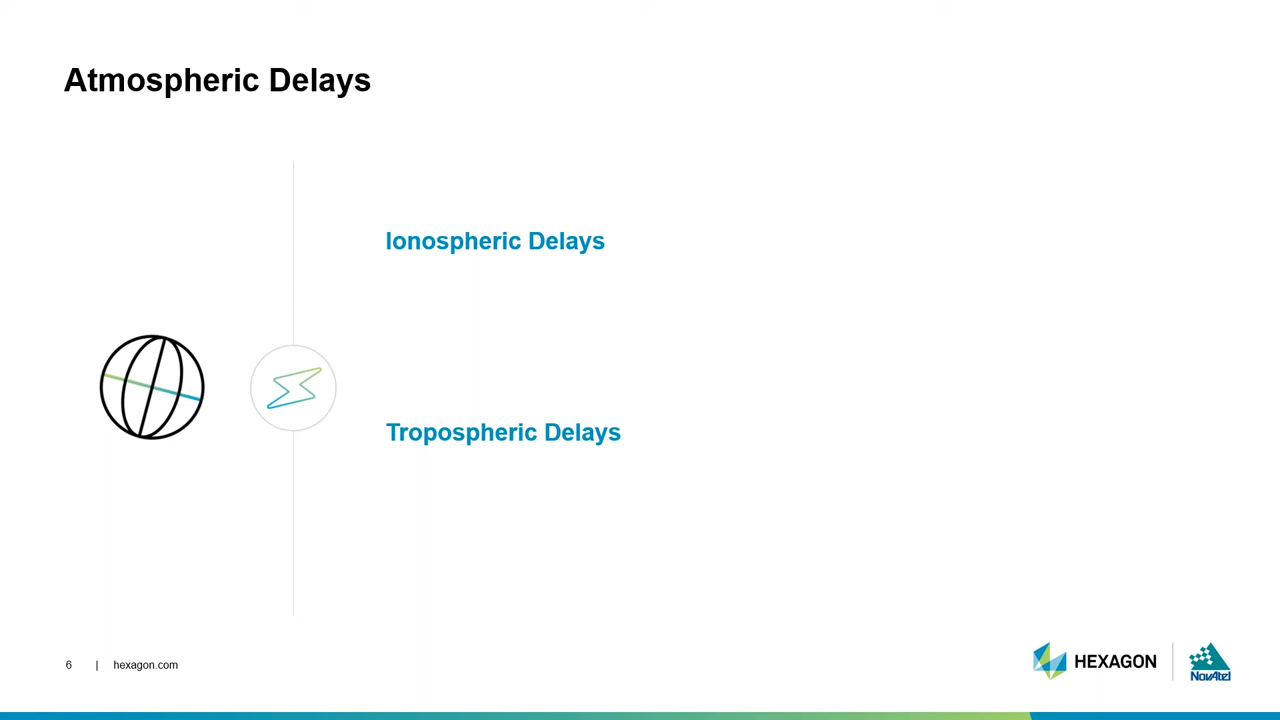 Atmospheric Delays
Ionospheric Delays
Tropospheric Delays
6 | hexagon.com
HEXAGON
NovAtel